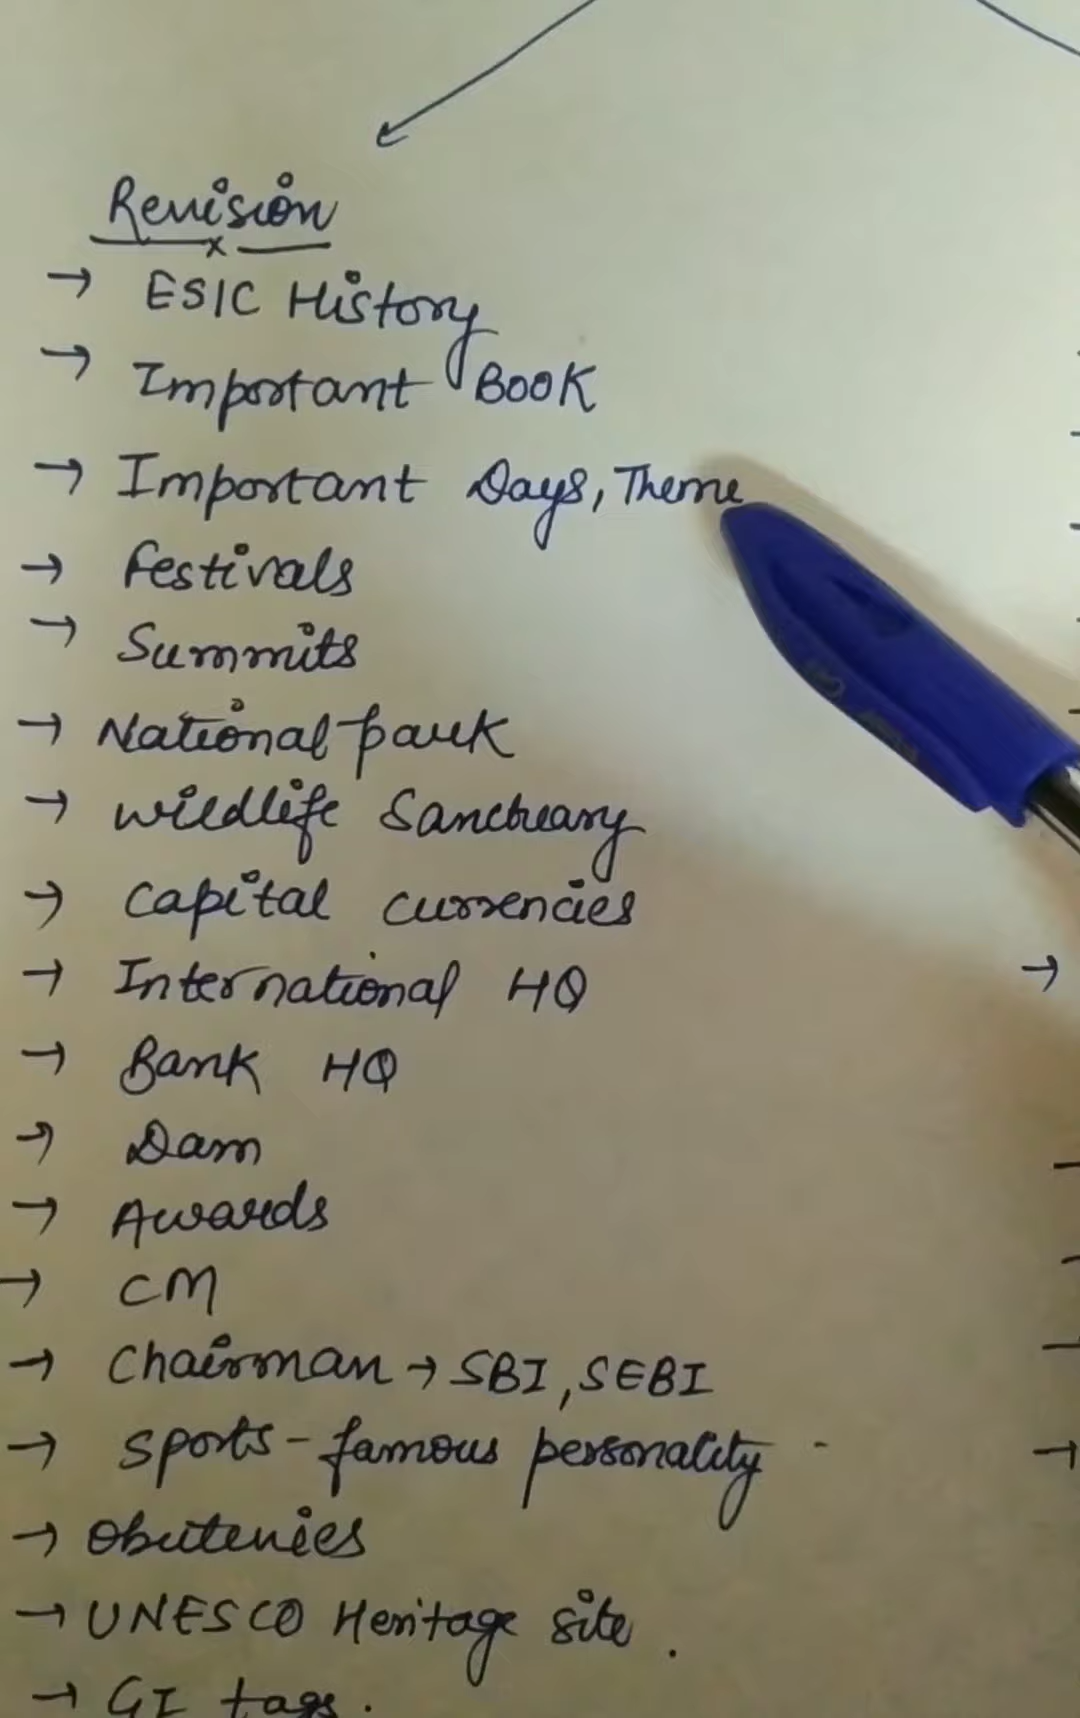 Revision
→ ESIC History
→ Important Book
→ Important Days, Theme
→ festivals
→ Summits
→ National park
→ wildlife Sanctuary
→ capital currencies
→ International HQ
→ Bank HQ
→ Dam
→ Awards
→ CM
→ Chairman → SBI, SEBI
→ Sports - famous personality
→ Obuteries
→ UNESCO Heritage site.
→ GI tags.